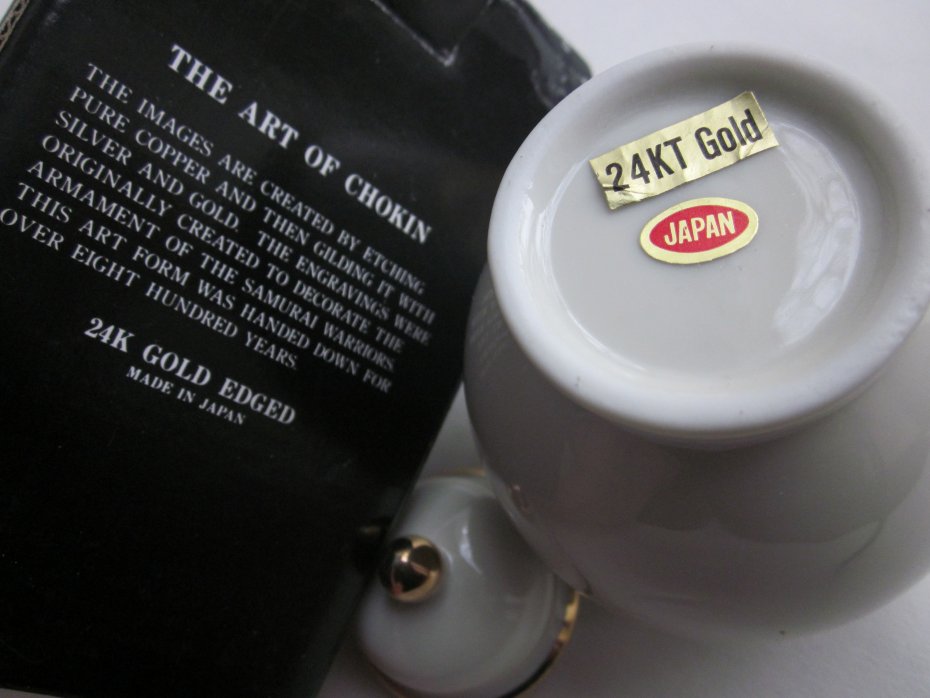 THE ART OF CHOKIN
THE IMAGES ARE CREATED BY ETCHING
PURE COPPER AND THEN GILDING IT WITH
SILVER AND GOLD. THE ENGRAVINGS WERE
ORIGINALLY CREATED TO DECORATE THE
ARMAMENT OF THE SAMURAI WARRIORS.
THIS ART FORM WAS HANDED DOWN FOR
OVER EIGHT HUNDRED YEARS.
24K GOLD EDGED
MADE IN JAPAN
24KT Gold
JAPAN